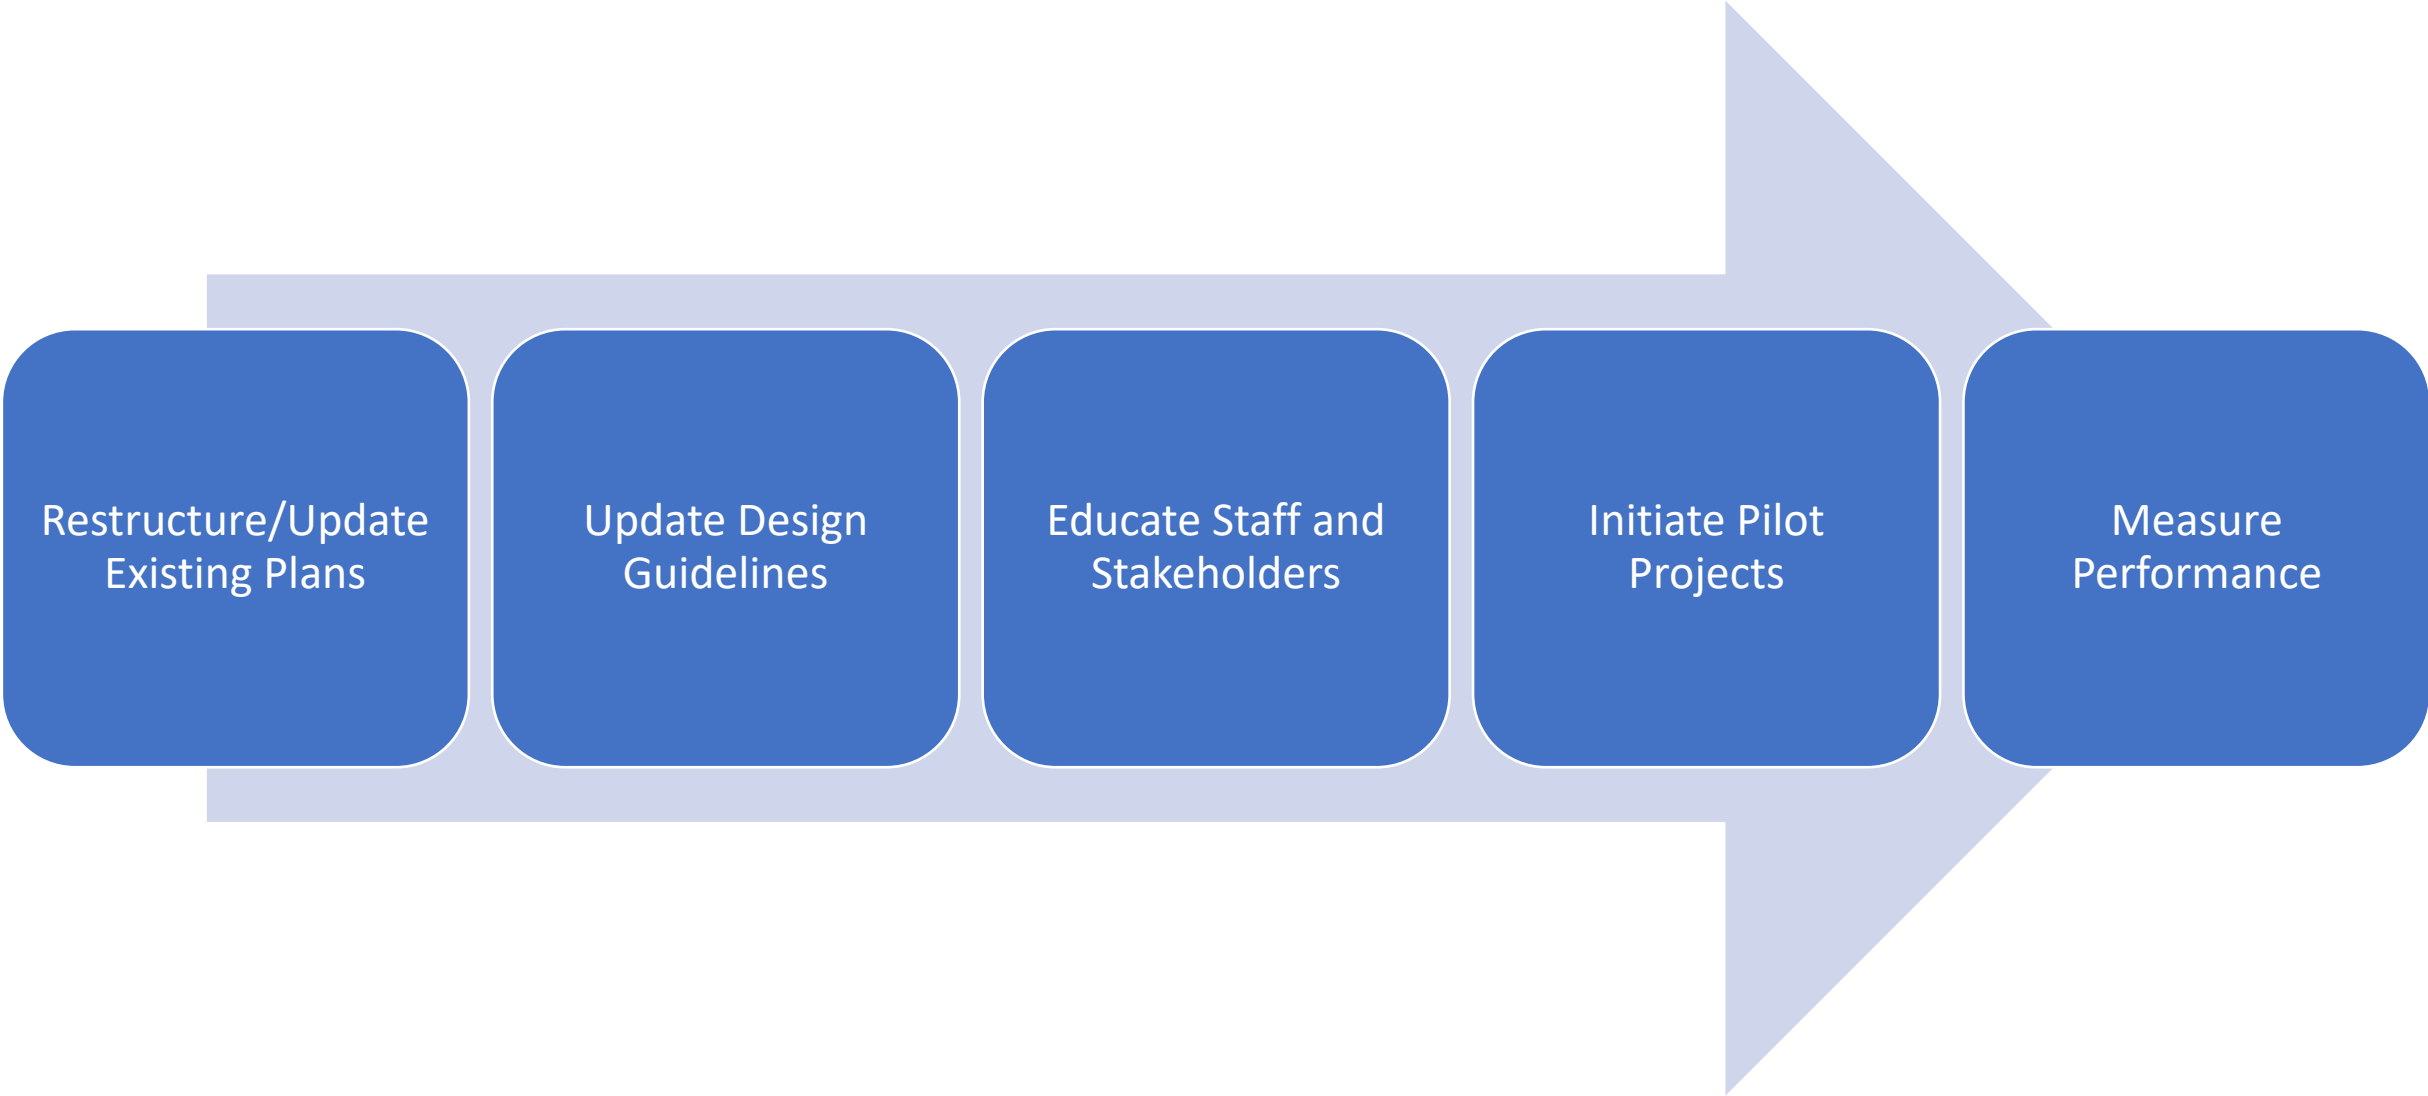 Restructure/Update
Existing Plans
Update Design
Guidelines
Educate Staff and
Stakeholders
Initiate Pilot
Projects
Measure
Performance